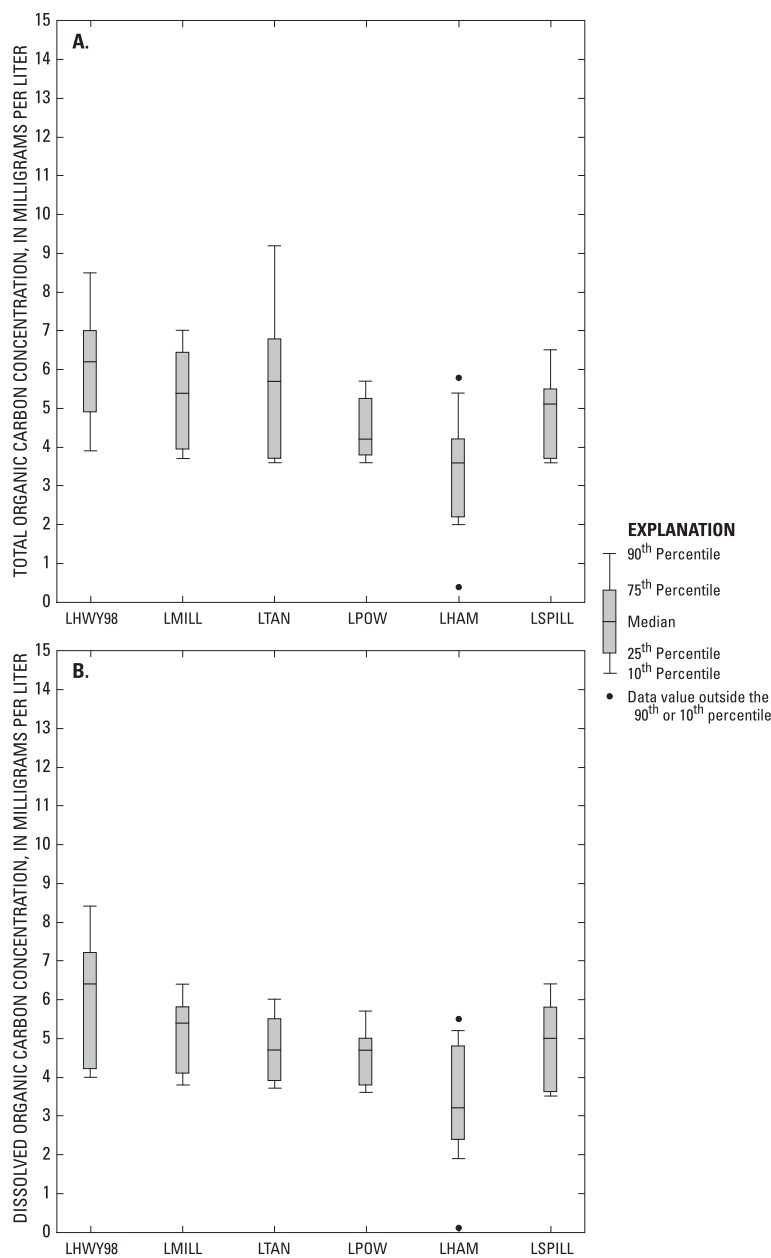 A.
TOTAL ORGANIC CARBON CONCENTRATION, IN MILLIGRAMS PER LITER
15
14
13
12
11
10
9
8
7
6
5
4
3
2
1
0
LHWY98 LMILL LTAN LPOW LHAM LSPILL
EXPLANATION
90th Percentile
75th Percentile
Median
25th Percentile
10th Percentile
Data value outside the
90th or 10th percentile
B.
DISSOLVED ORGANIC CARBON CONCENTRATION, IN MILLIGRAMS PER LITER
15
14
13
12
11
10
9
8
7
6
5
4
3
2
1
0
LHWY98 LMILL LTAN LPOW LHAM LSPILL